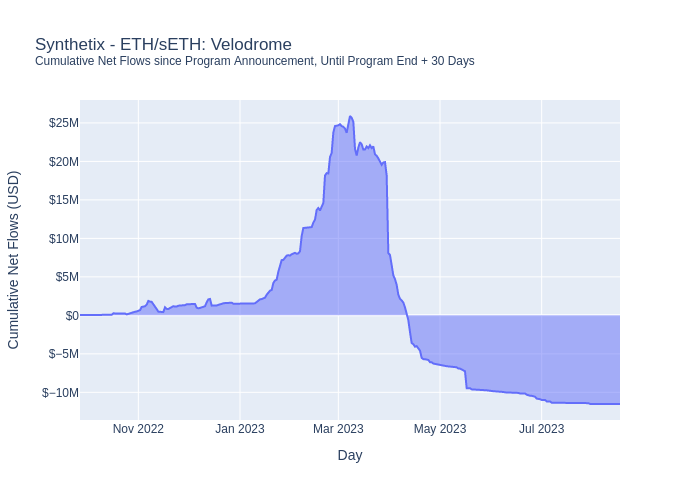 Synthetix - ETH/sETH: Velodrome
Cumulative Net Flows since Program Announcement, Until Program End + 30 Days
Cumulative Net Flows (USD)
$25M
$20M
$15M
$10M
$5M
$0
$−5M
$−10M
Nov 2022
Jan 2023
Mar 2023
May 2023
Jul 2023
Day